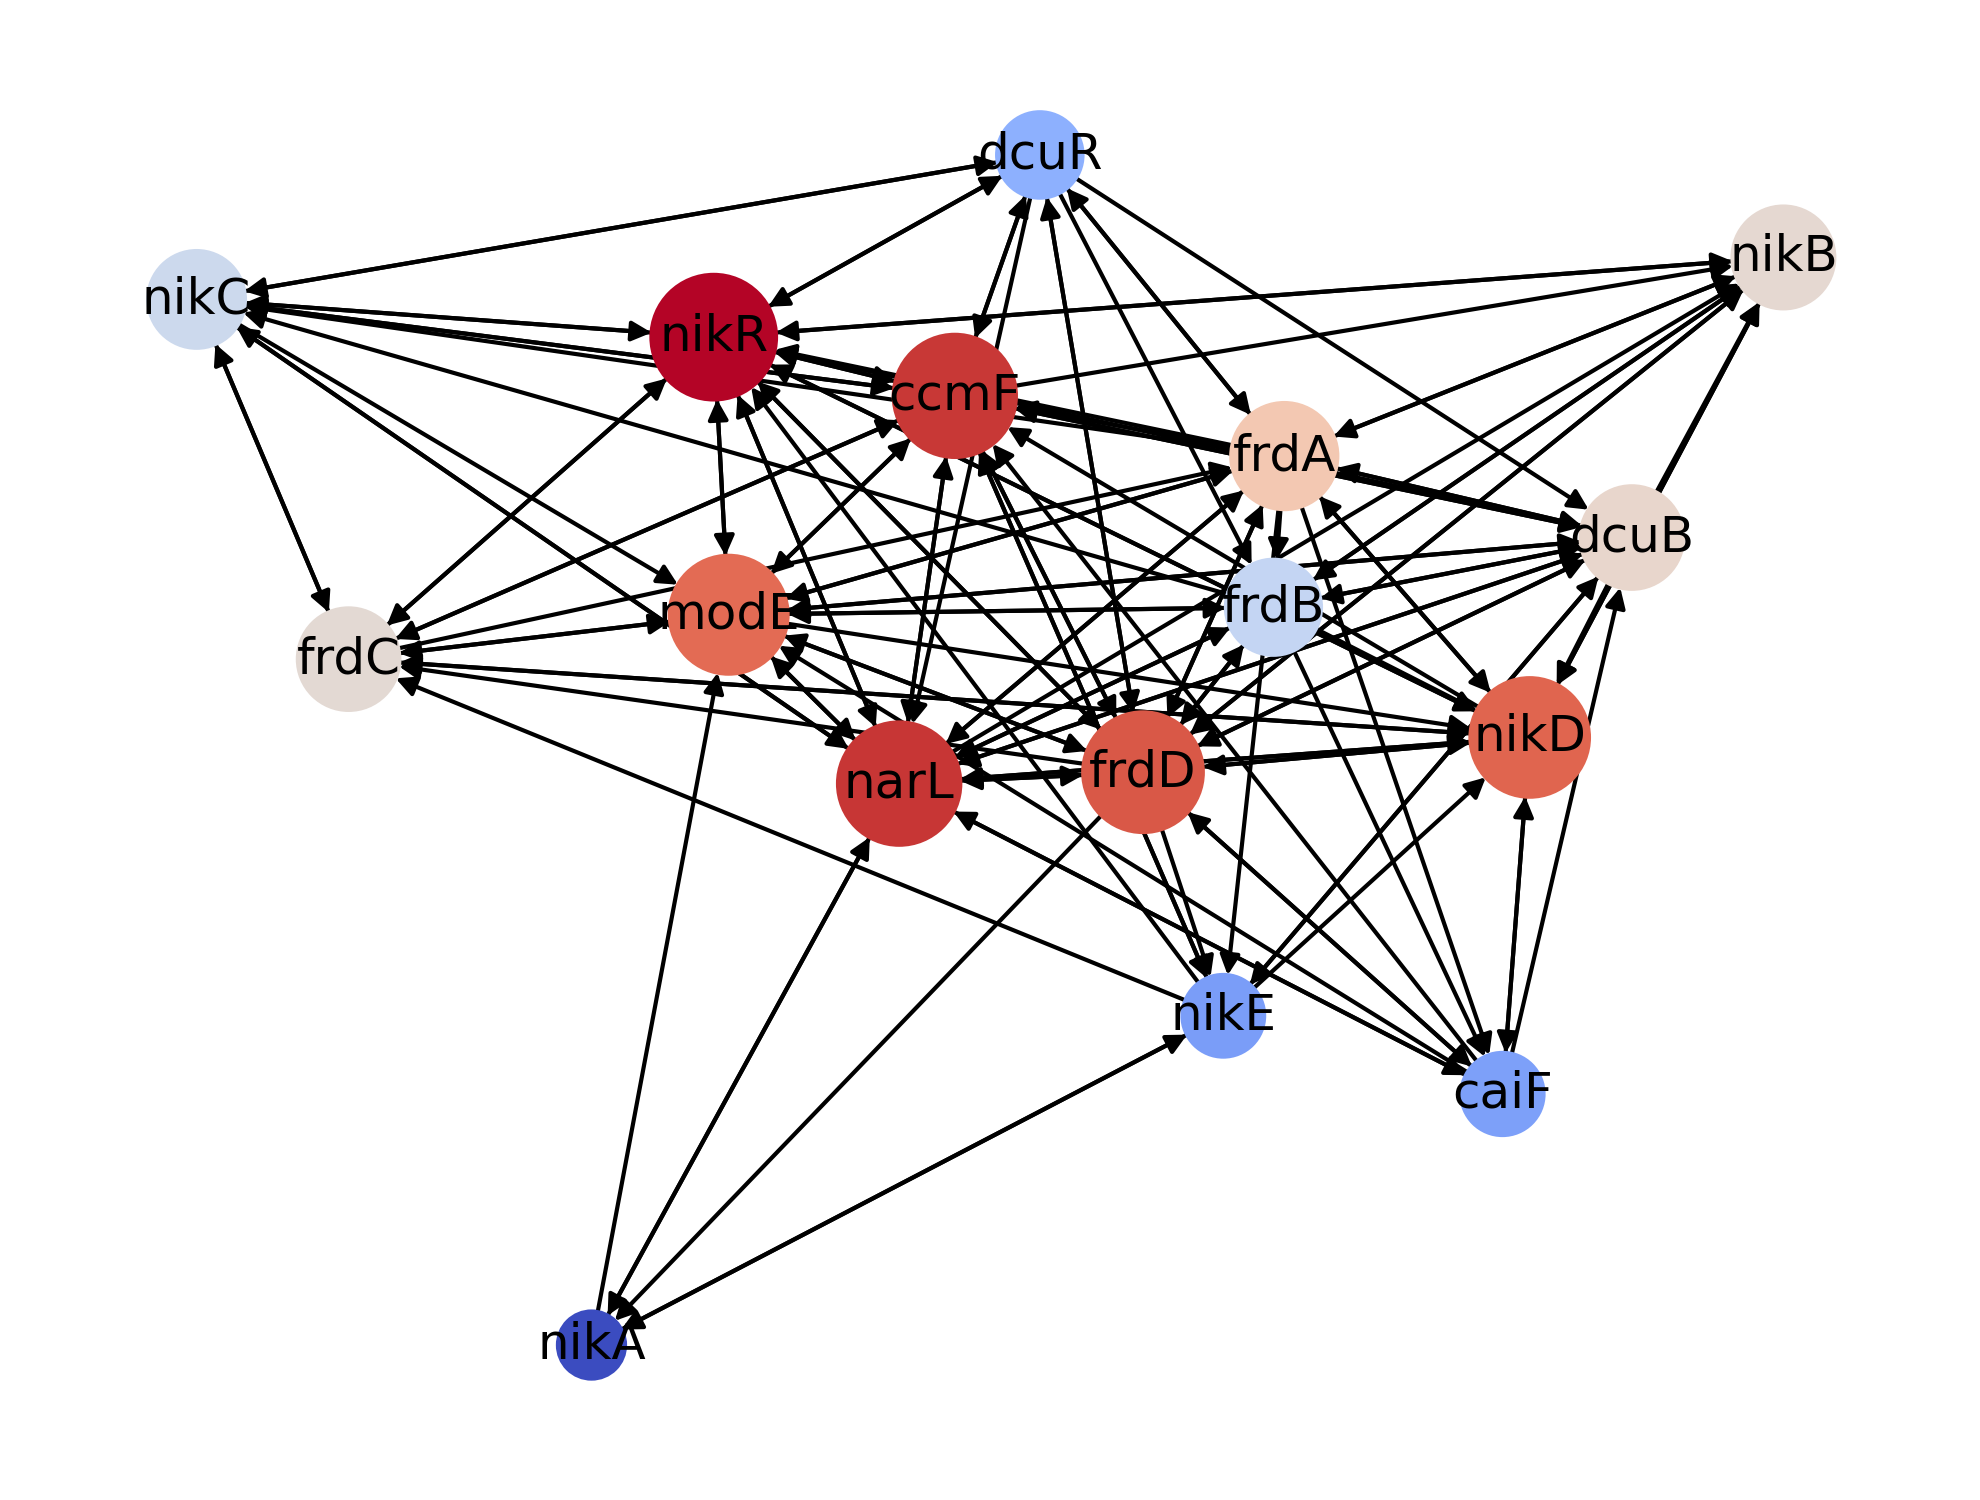 dcuR
nikB
nikC
nikR
ccmF
frdA
dcuB
frdB
modE
frdC
nikD
frdD
narL
nikE
caiF
nikA